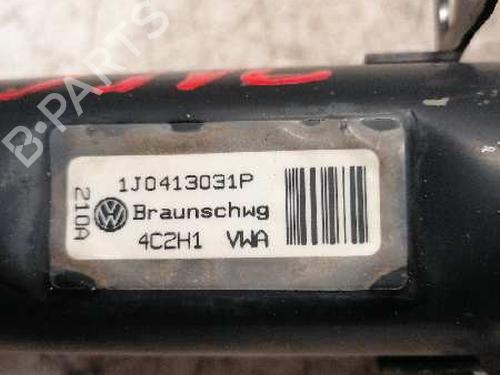 B-PARTS
1J0413031P
210A
Braunschwg
4C2H1 VWA